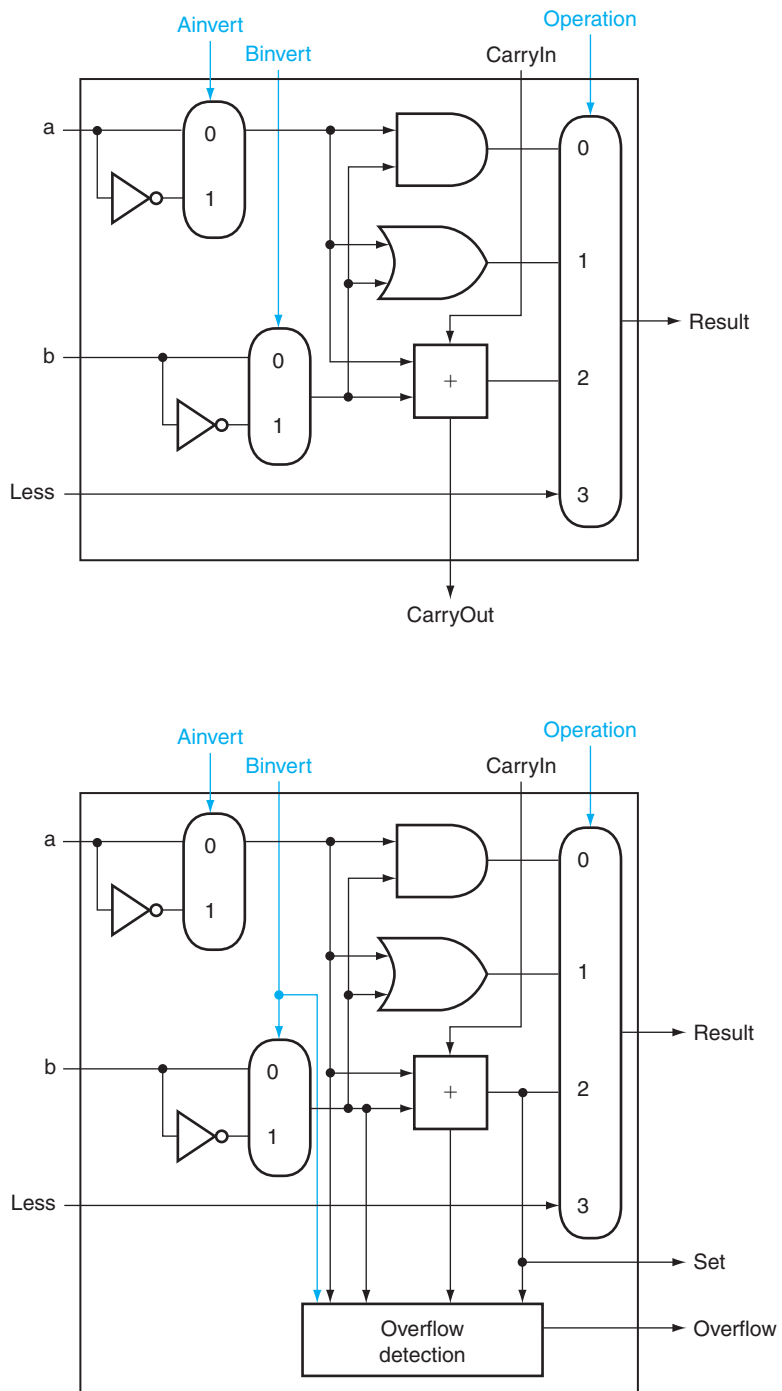 Ainvert
Operation
Binvert
CarryIn
a
0
1
0
1
Result
b
0
1
+
2
Less
3
CarryOut
Ainvert
Operation
Binvert
CarryIn
a
0
1
0
1
Result
b
0
1
+
2
Less
3
Set
Overflow
detection
Overflow